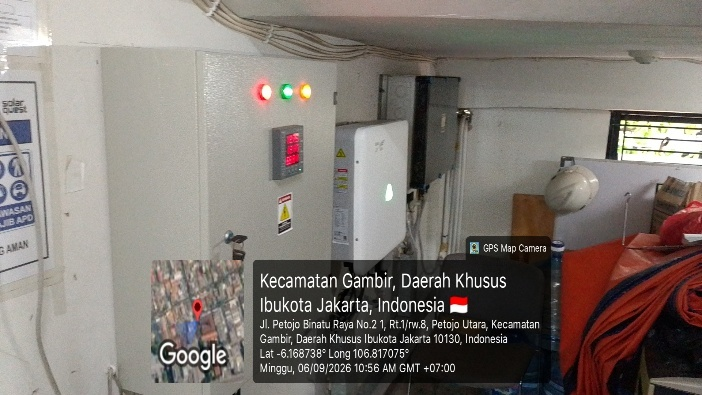 solar
quest
WASAN
JIB APD
G AMAN
GPS Map Camera
Kecamatan Gambir, Daerah Khusus
Ibukota Jakarta, Indonesia 🇮🇩
Jl. Petojo Binatu Raya No.2 1, Rt.1/rw.8, Petojo Utara, Kecamatan
Gambir, Daerah Khusus Ibukota Jakarta 10130, Indonesia
Lat -6.168738° Long 106.817075°
Minggu, 06/09/2026 10:56 AM GMT +07:00
Google